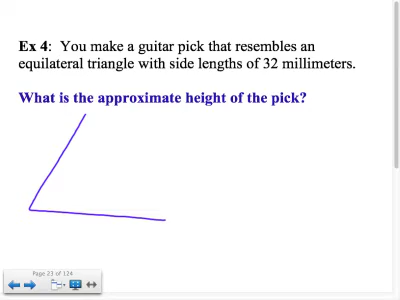 Ex 4:  You make a guitar pick that resembles an
equilateral triangle with side lengths of 32 millimeters.
What is the approximate height of the pick?
Page 23 of 124